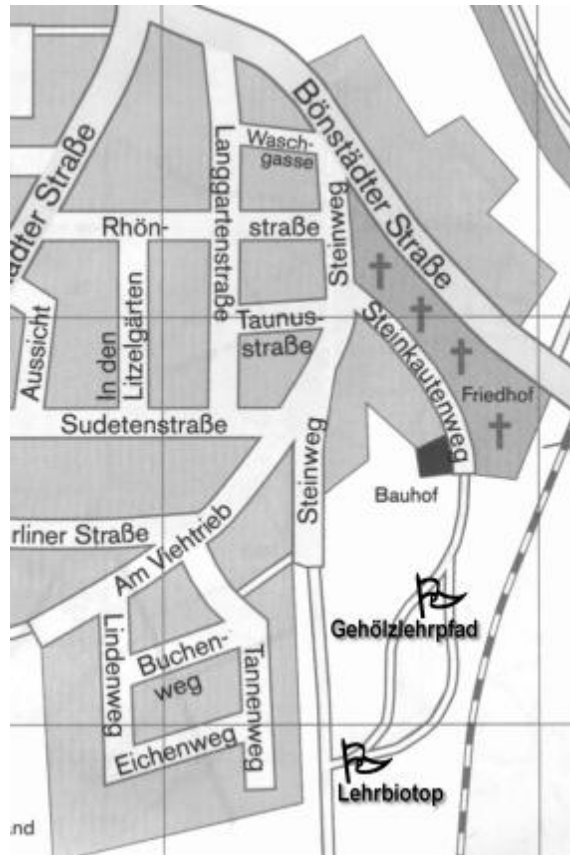 Bönstädter Straße
ädter Straße
Wasch-
gasse
Langgartenstraße
Steinweg
Rhön-
straße
In den
Litzelgärten
Aussicht
Taunus-
straße
Steinkautenweg
Friedhof
Sudetenstraße
Steinweg
Bauhof
rliner Straße
Am Viehtrieb
Gehölzlehrpfad
Lindenweg
Buchen-
weg
Tannenweg
Eichenweg
Lehrbiotop
nd